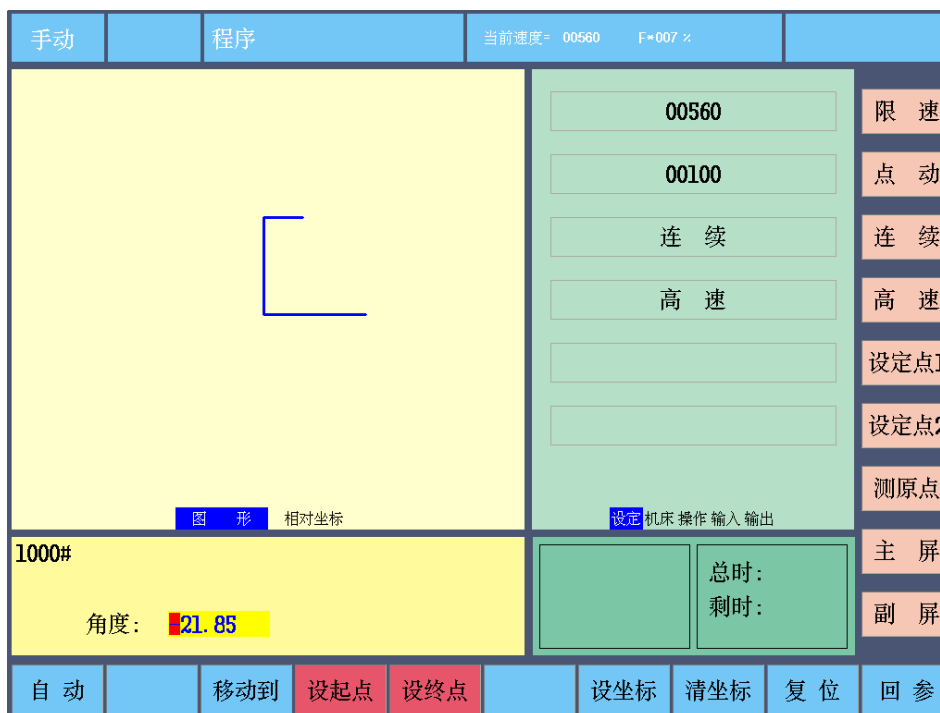 手动 程序 当前速度= 00560 F*007 %
00560 限 速
00100 点 动
连 续 连 续
高 速 高 速
设定点1
设定点2
测原点
图 形 相对坐标 设定 机床 操作 输入 输出
1000# 主 屏
总时:
剩时: 副 屏
角度: -21.85
自 动 移动到 设起点 设终点 设坐标 清坐标 复 位 回 参